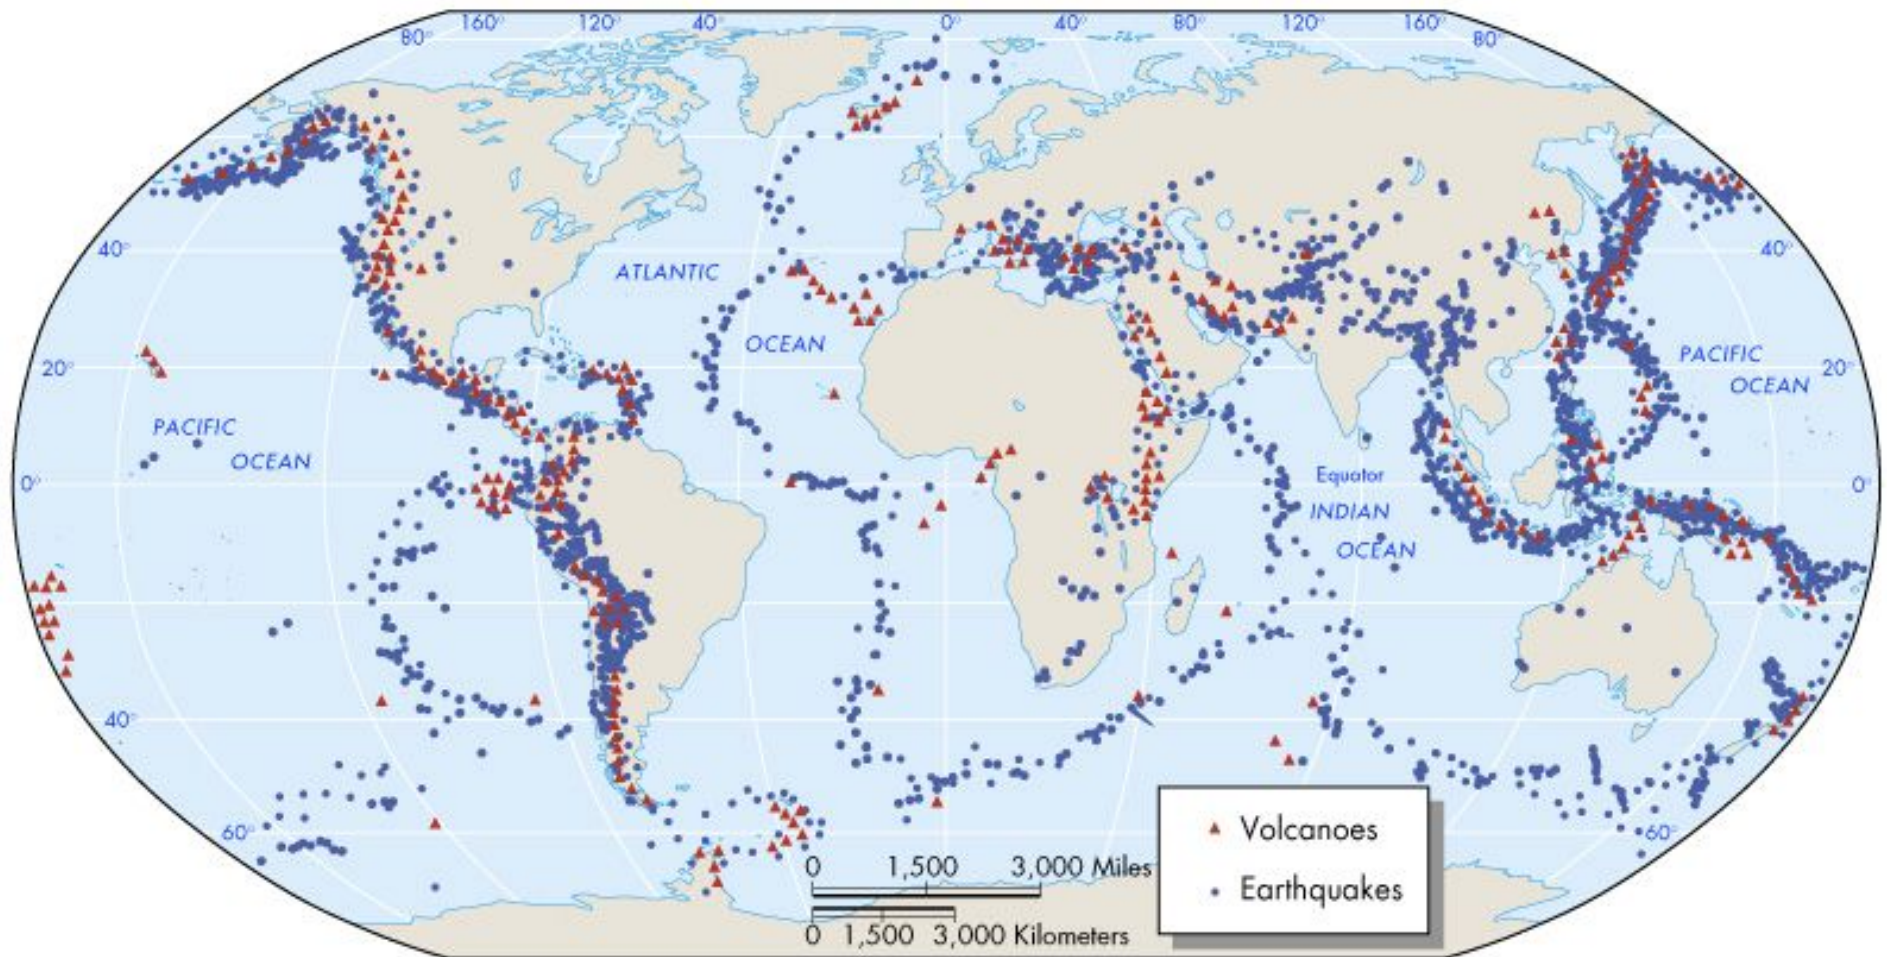 160° 120° 40° 0° 40° 80° 120° 160°
80° 80°
40° 40°
ATLANTIC
OCEAN
PACIFIC
OCEAN
20° 20°
PACIFIC
OCEAN
Equator
0° 0°
INDIAN
OCEAN
40° 40°
60° 60°
Volcanoes
Earthquakes
0 1,500 3,000 Miles
0 1,500 3,000 Kilometers